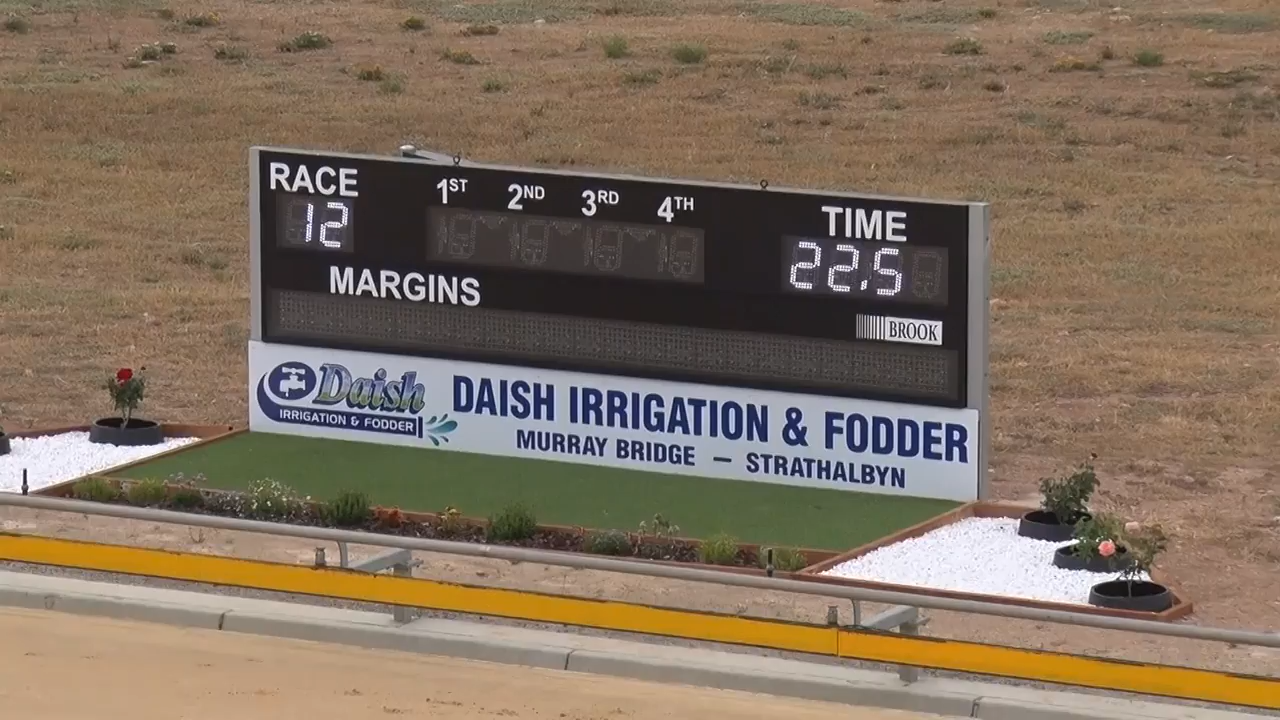 RACE 1ST 2ND 3RD 4TH TIME
12 22.5
MARGINS
BROOK
Daish
IRRIGATION & FODDER
DAISH IRRIGATION & FODDER
MURRAY BRIDGE — STRATHALBYN